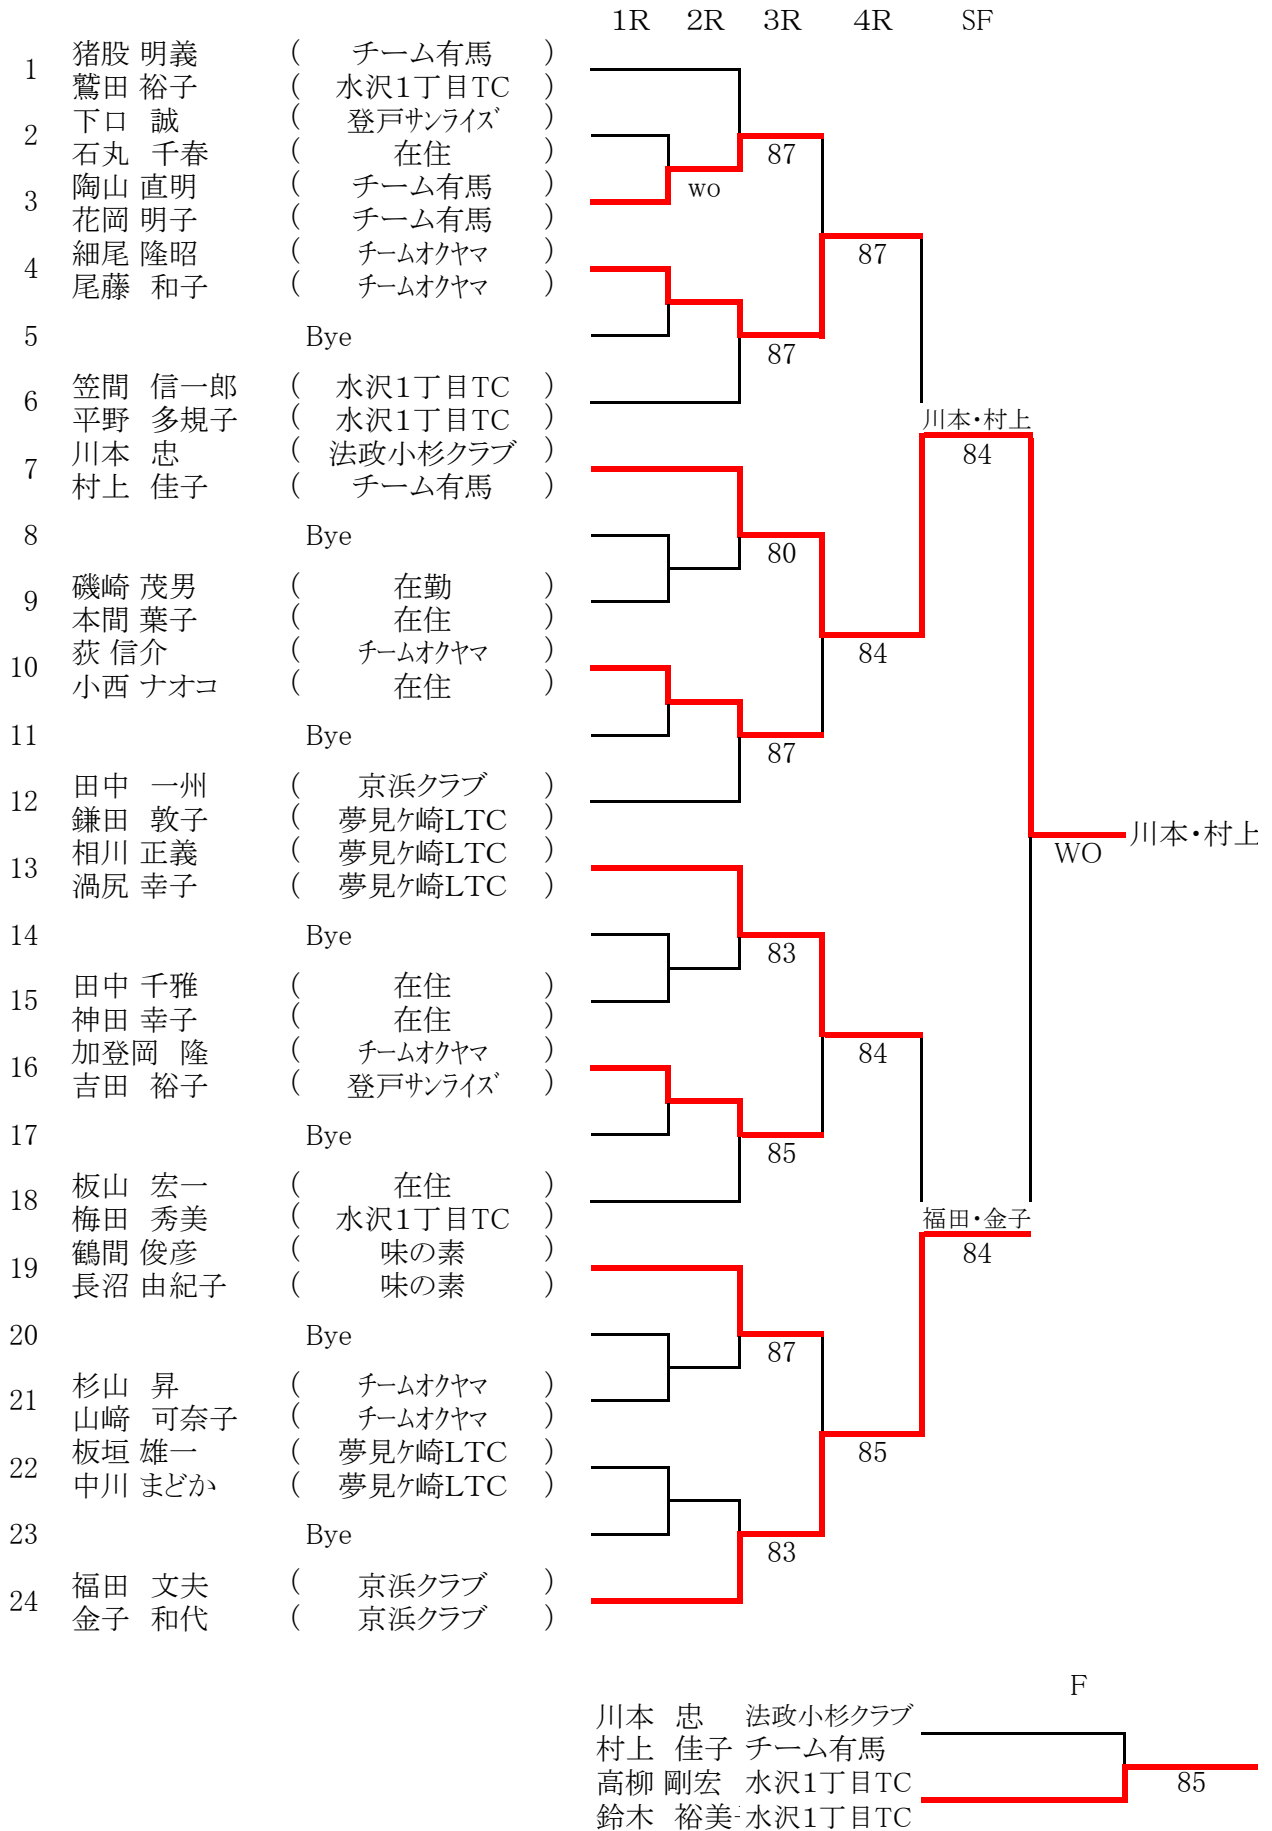 1R 2R 3R 4R SF
1 猪股 明義 ( チーム有馬 )
鷲田 裕子 ( 水沢1丁目TC )
2 下口 誠 ( 登戸サンライズ )
石丸 千春 ( 在住 )
87
3 陶山 直明 ( チーム有馬 )
花岡 明子 ( チーム有馬 )
wo
4 細尾 隆昭 ( チームオクヤマ )
尾藤 和子 ( チームオクヤマ )
87
5 Bye
87
6 笠間 信一郎 ( 水沢1丁目TC )
平野 多規子 ( 水沢1丁目TC )
川本・村上
84
7 川本 忠 ( 法政小杉クラブ )
村上 佳子 ( チーム有馬 )
8 Bye
80
9 磯崎 茂男 ( 在勤 )
本間 葉子 ( 在住 )
10 荻 信介 ( チームオクヤマ )
小西 ナオコ ( 在住 )
84
11 Bye
87
12 田中 一州 ( 京浜クラブ )
鎌田 敦子 ( 夢見ケ崎LTC )
川本・村上
WO
13 相川 正義 ( 夢見ケ崎LTC )
渦尻 幸子 ( 夢見ケ崎LTC )
14 Bye
83
15 田中 千雅 ( 在住 )
神田 幸子 ( 在住 )
16 加登岡 隆 ( チームオクヤマ )
吉田 裕子 ( 登戸サンライズ )
84
17 Bye
85
18 板山 宏一 ( 在住 )
梅田 秀美 ( 水沢1丁目TC )
福田・金子
84
19 鶴間 俊彦 ( 味の素 )
長沼 由紀子 ( 味の素 )
20 Bye
87
21 杉山 昇 ( チームオクヤマ )
山﨑 可奈子 ( チームオクヤマ )
22 板垣 雄一 ( 夢見ケ崎LTC )
中川 まどか ( 夢見ケ崎LTC )
85
23 Bye
83
24 福田 文夫 ( 京浜クラブ )
金子 和代 ( 京浜クラブ )
F
川本 忠 法政小杉クラブ
村上 佳子 チーム有馬
高柳 剛宏 水沢1丁目TC
85
鈴木 裕美 水沢1丁目TC